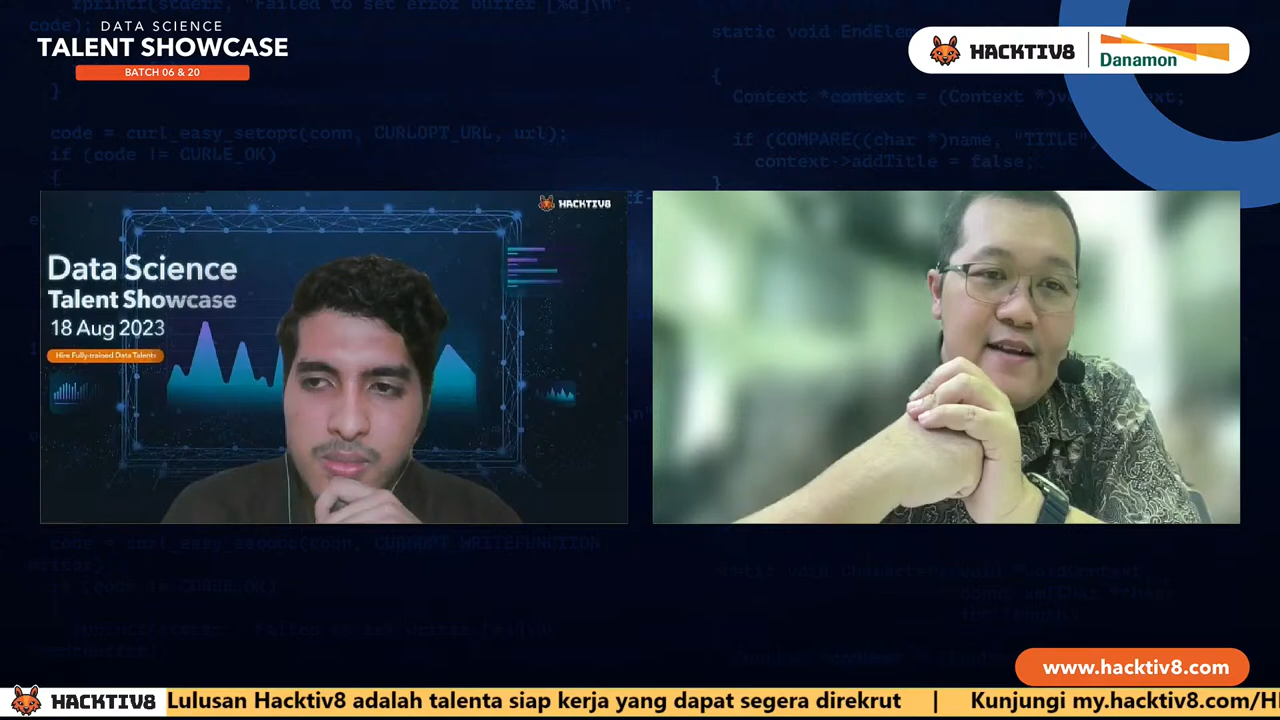 DATA SCIENCE
TALENT SHOWCASE
BATCH 06 & 20
HACKTIV8
Danamon
static void EndElem
{
Context *context = (Context *)v
if (COMPARE((char *)name, "TITLE"
context->addTitle = false;
}
}
code = curl_easy_setopt(conn, CURLOPT_URL, url);
if (code != CURLE_OK)
{
HACKTIV8
Data Science
Talent Showcase
18 Aug 2023
Hire Fully-trained Data Talents
www.hacktiv8.com
HACKTIV8
Lulusan Hacktiv8 adalah talenta siap kerja yang dapat segera direkrut | Kunjungi my.hacktiv8.com/H